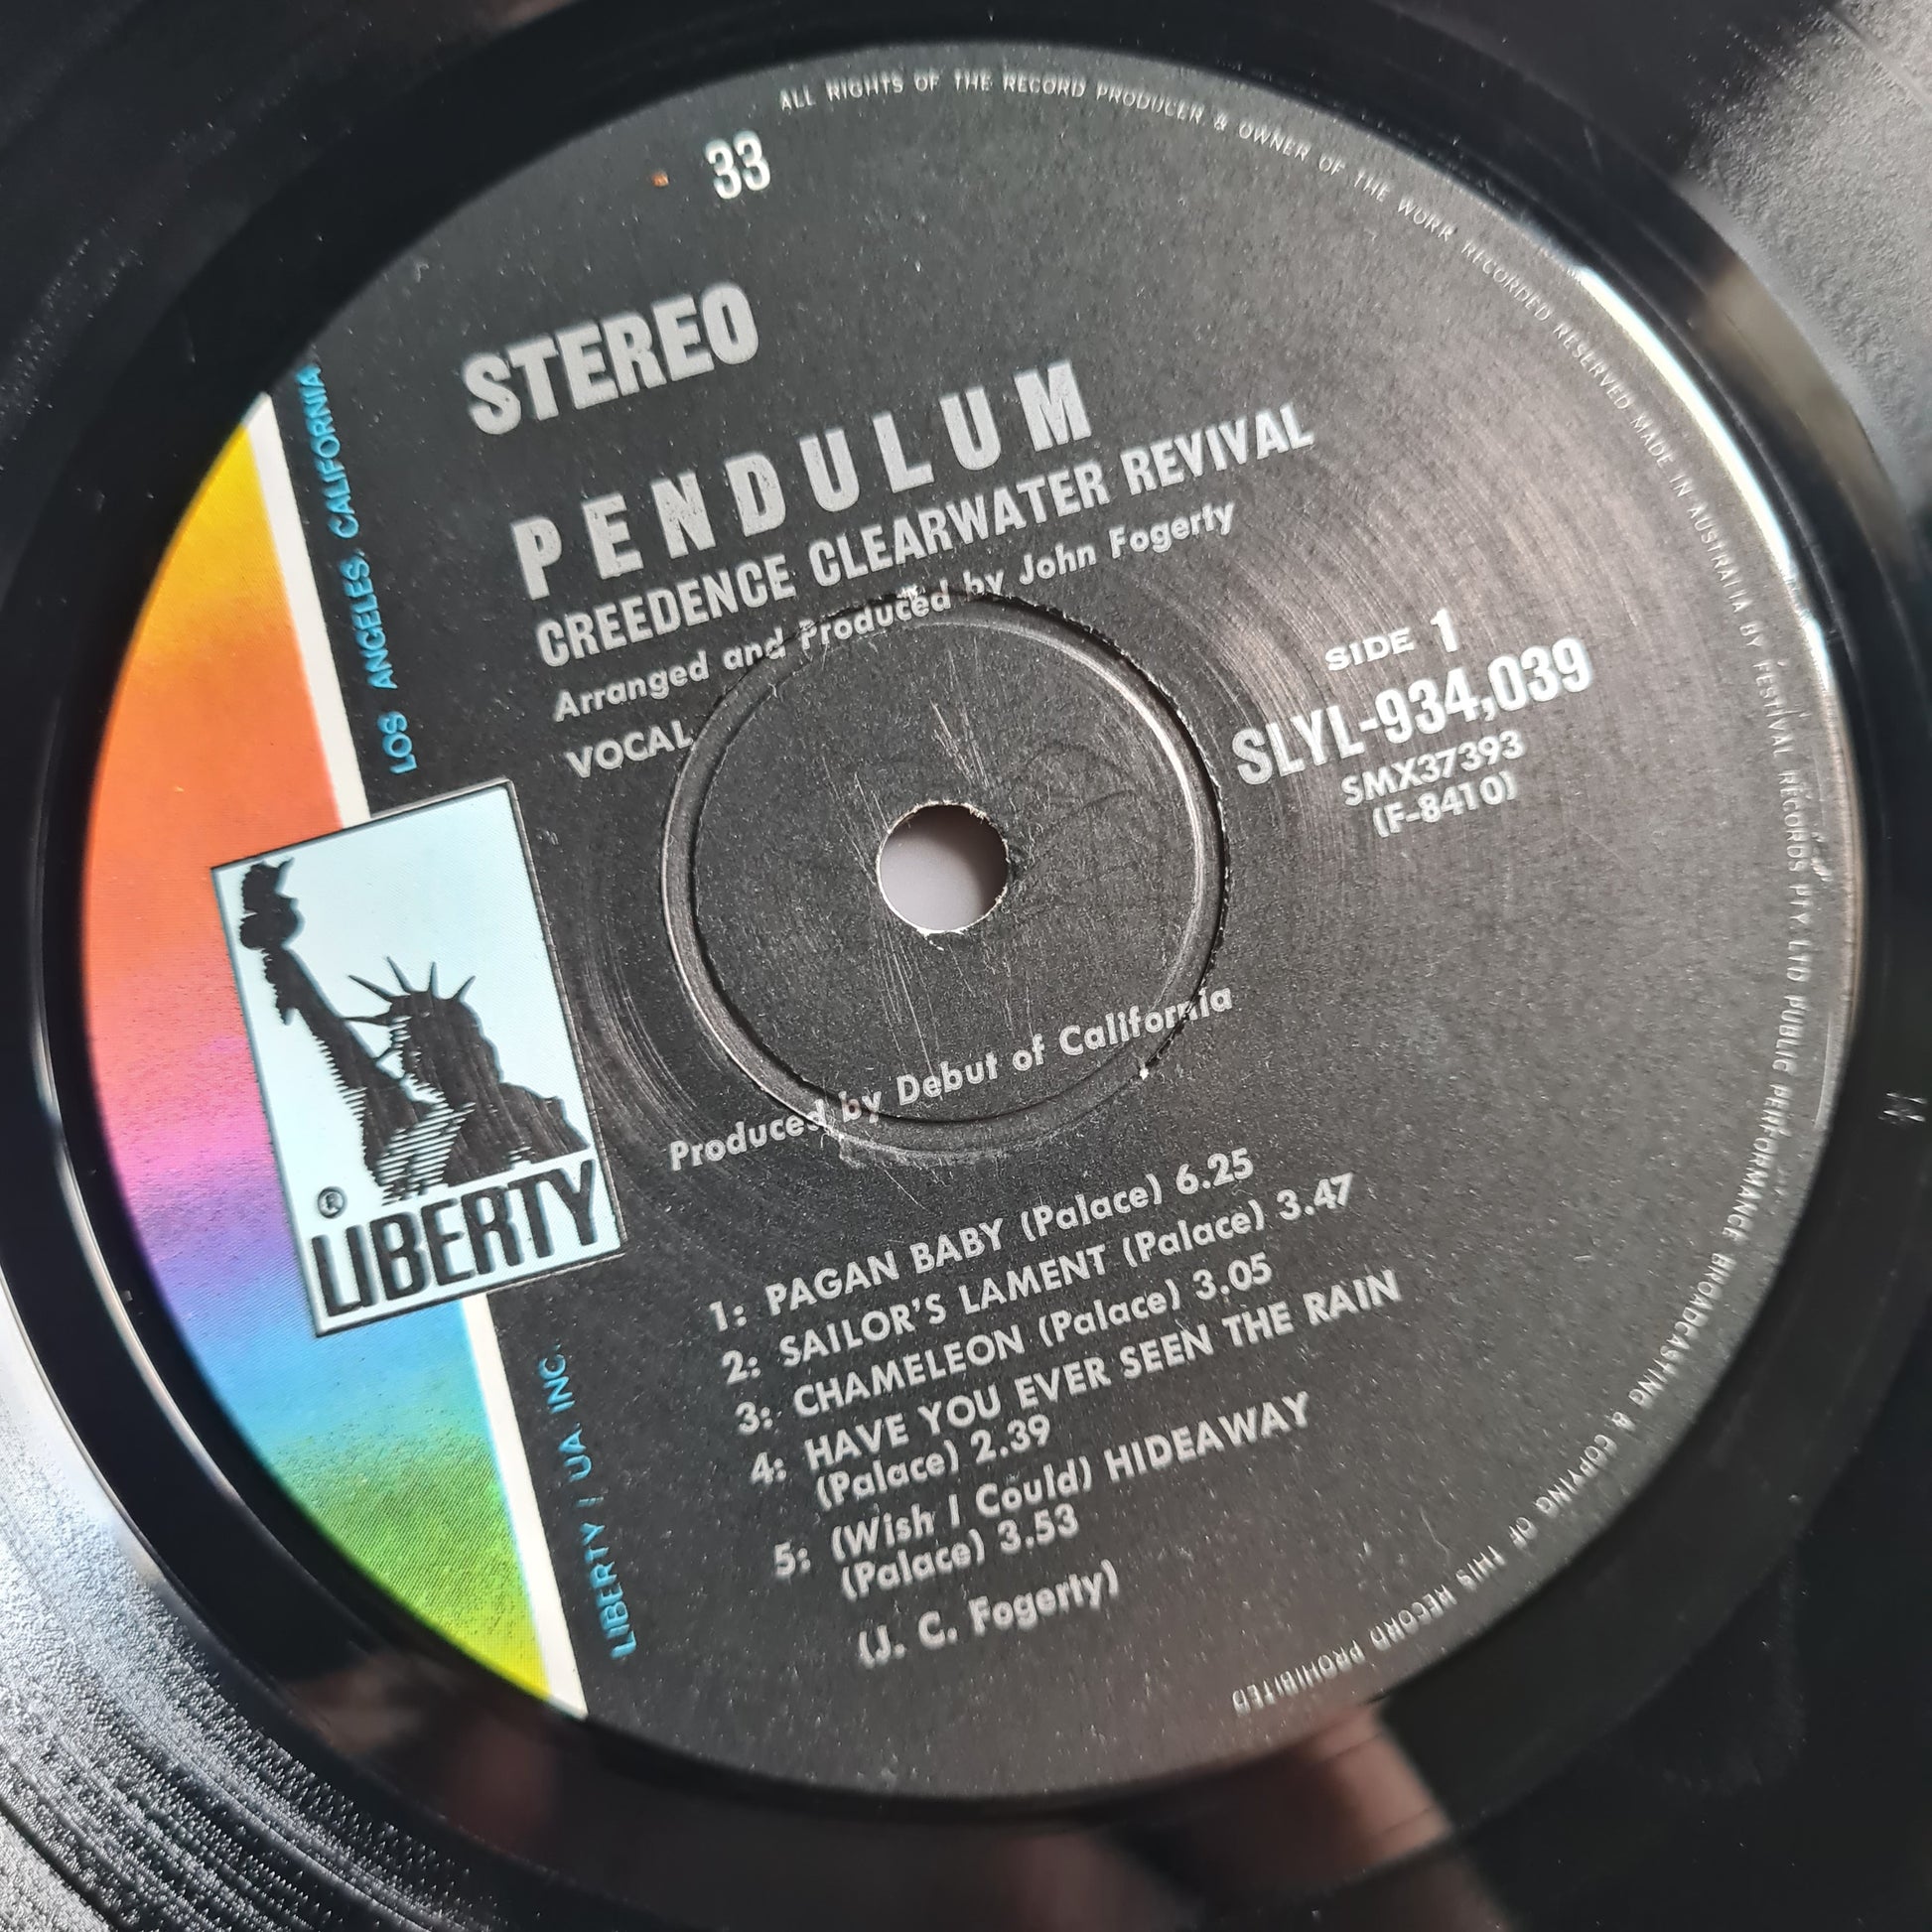 ALL RIGHTS OF THE RECORD PRODUCER & OWNER OF THE WORK RECORDED RESERVED MADE IN AUSTRALIA BY FESTIVAL RECORDS PTY. LTD PUBLIC PERFORMANCE BROADCASTING & COPYING OF THIS RECORD PROHIBITED
33
STEREO
PENDULUM
CREEDENCE CLEARWATER REVIVAL
Arranged and Produced by John Fogerty
VOCAL
SIDE 1
SLYL-934,039
SMX37393
(F-8410)
LOS ANGELES, CALIFORNIA
® LIBERTY
LIBERTY / UA INC.
Produced by Debut of California
1: PAGAN BABY (Palace) 6.25
2: SAILOR'S LAMENT (Palace) 3.47
3: CHAMELEON (Palace) 3.05
4: HAVE YOU EVER SEEN THE RAIN
(Palace) 2.39
5: (Wish I Could) HIDEAWAY
(Palace) 3.53
(J. C. Fogerty)